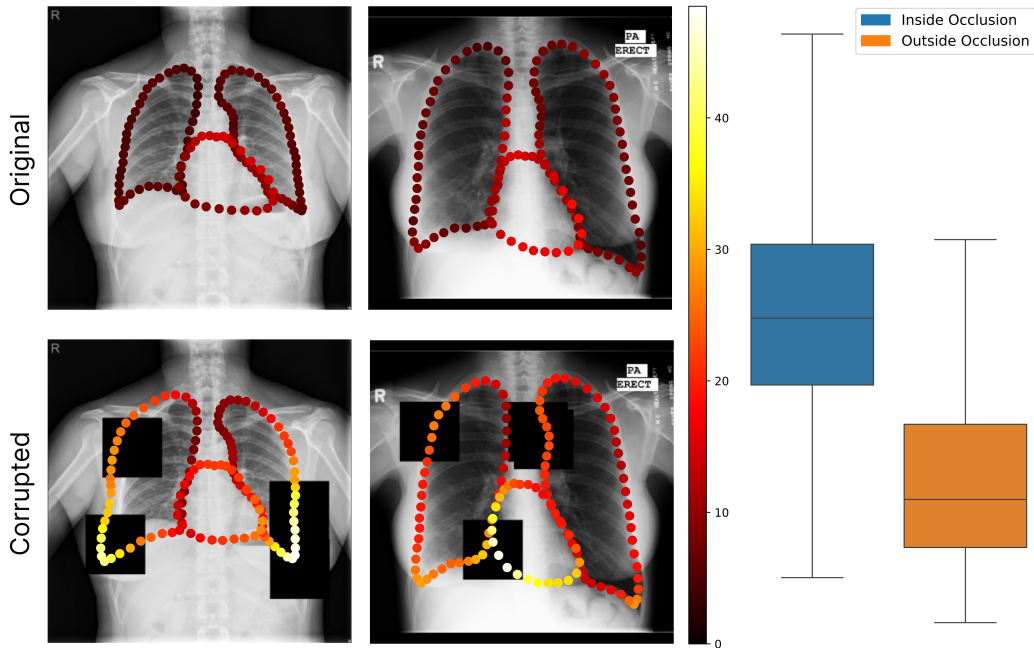 Original
R
R
PA
ERECT
Corrupted
R
R
PA
ERECT
40
30
20
10
0
Inside Occlusion
Outside Occlusion